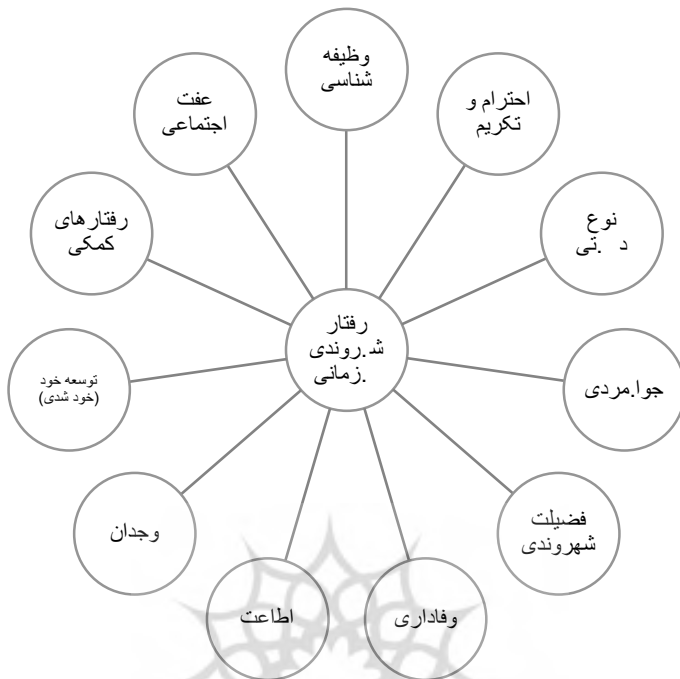 رفتار
ش.روندی
.زمانی
وظیفه
شناسی
احترام و
تکریم
نوع
د .تی
جوا.مردی
فضیلت
شهروندی
وفاداری
اطاعت
وجدان
توسعه خود
(خود شدی)
رفتارهای
کمکی
عفت
اجتماعی